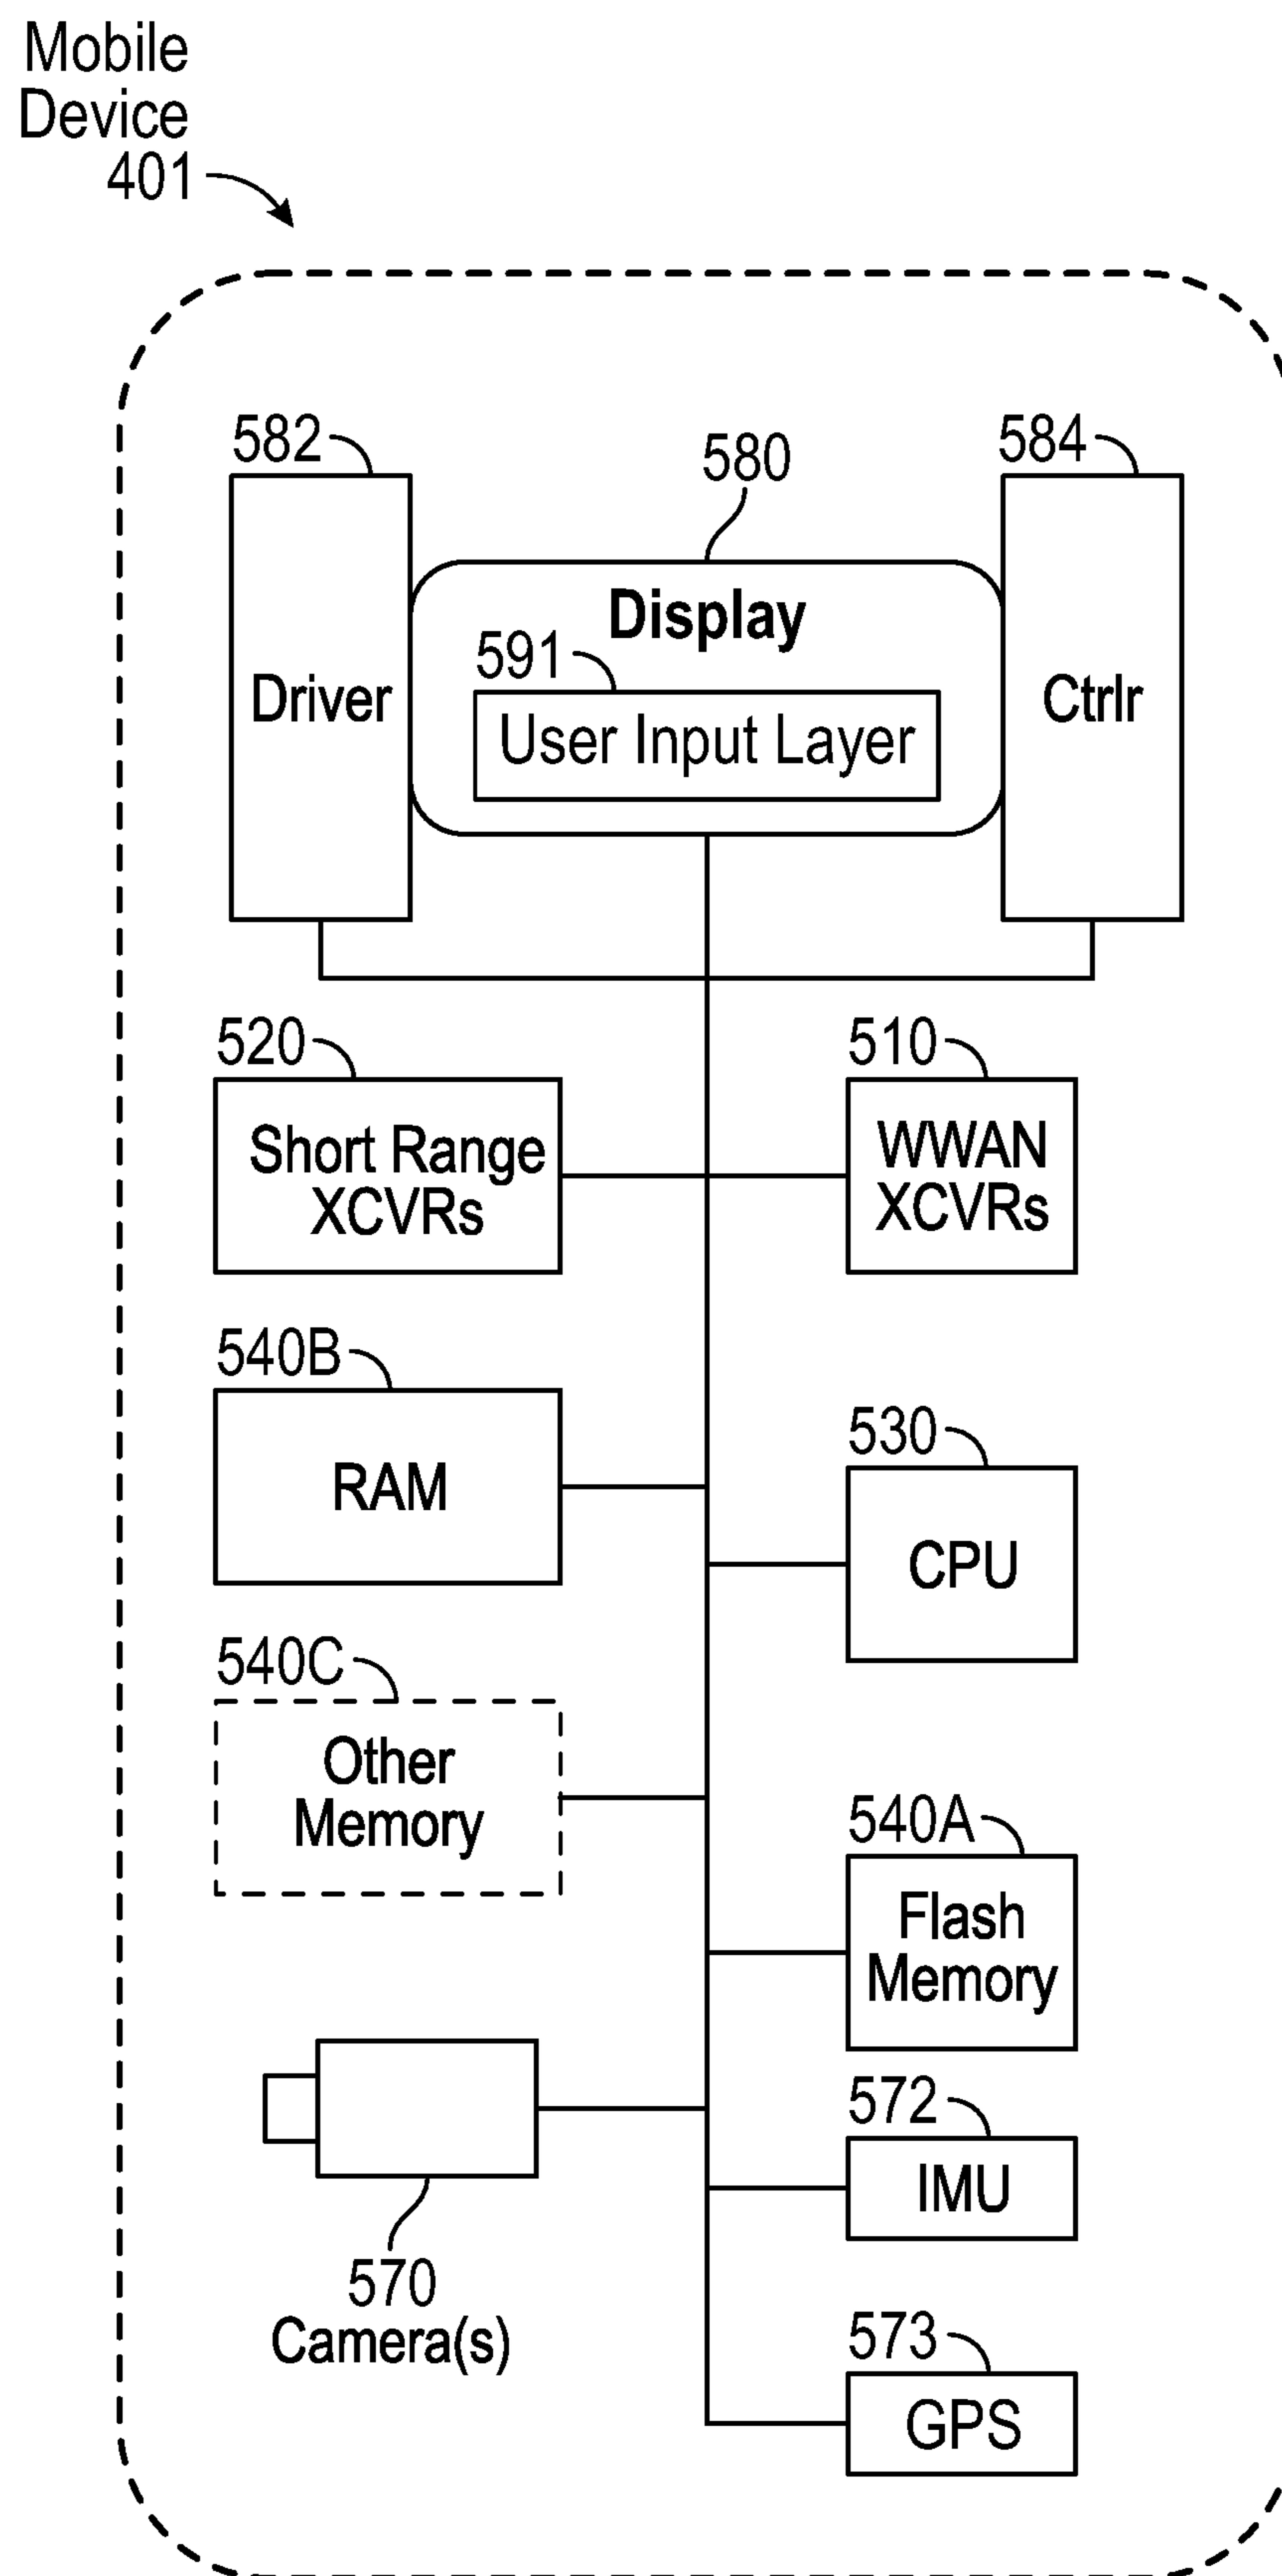 Mobile
Device
401
582
580
584
Display
591
Driver
User Input Layer
Ctrlr
520
510
Short Range
XCVRs
WWAN
XCVRs
540B
530
RAM
CPU
540C
Other
Memory
540A
Flash
Memory
572
IMU
570
Camera(s)
573
GPS